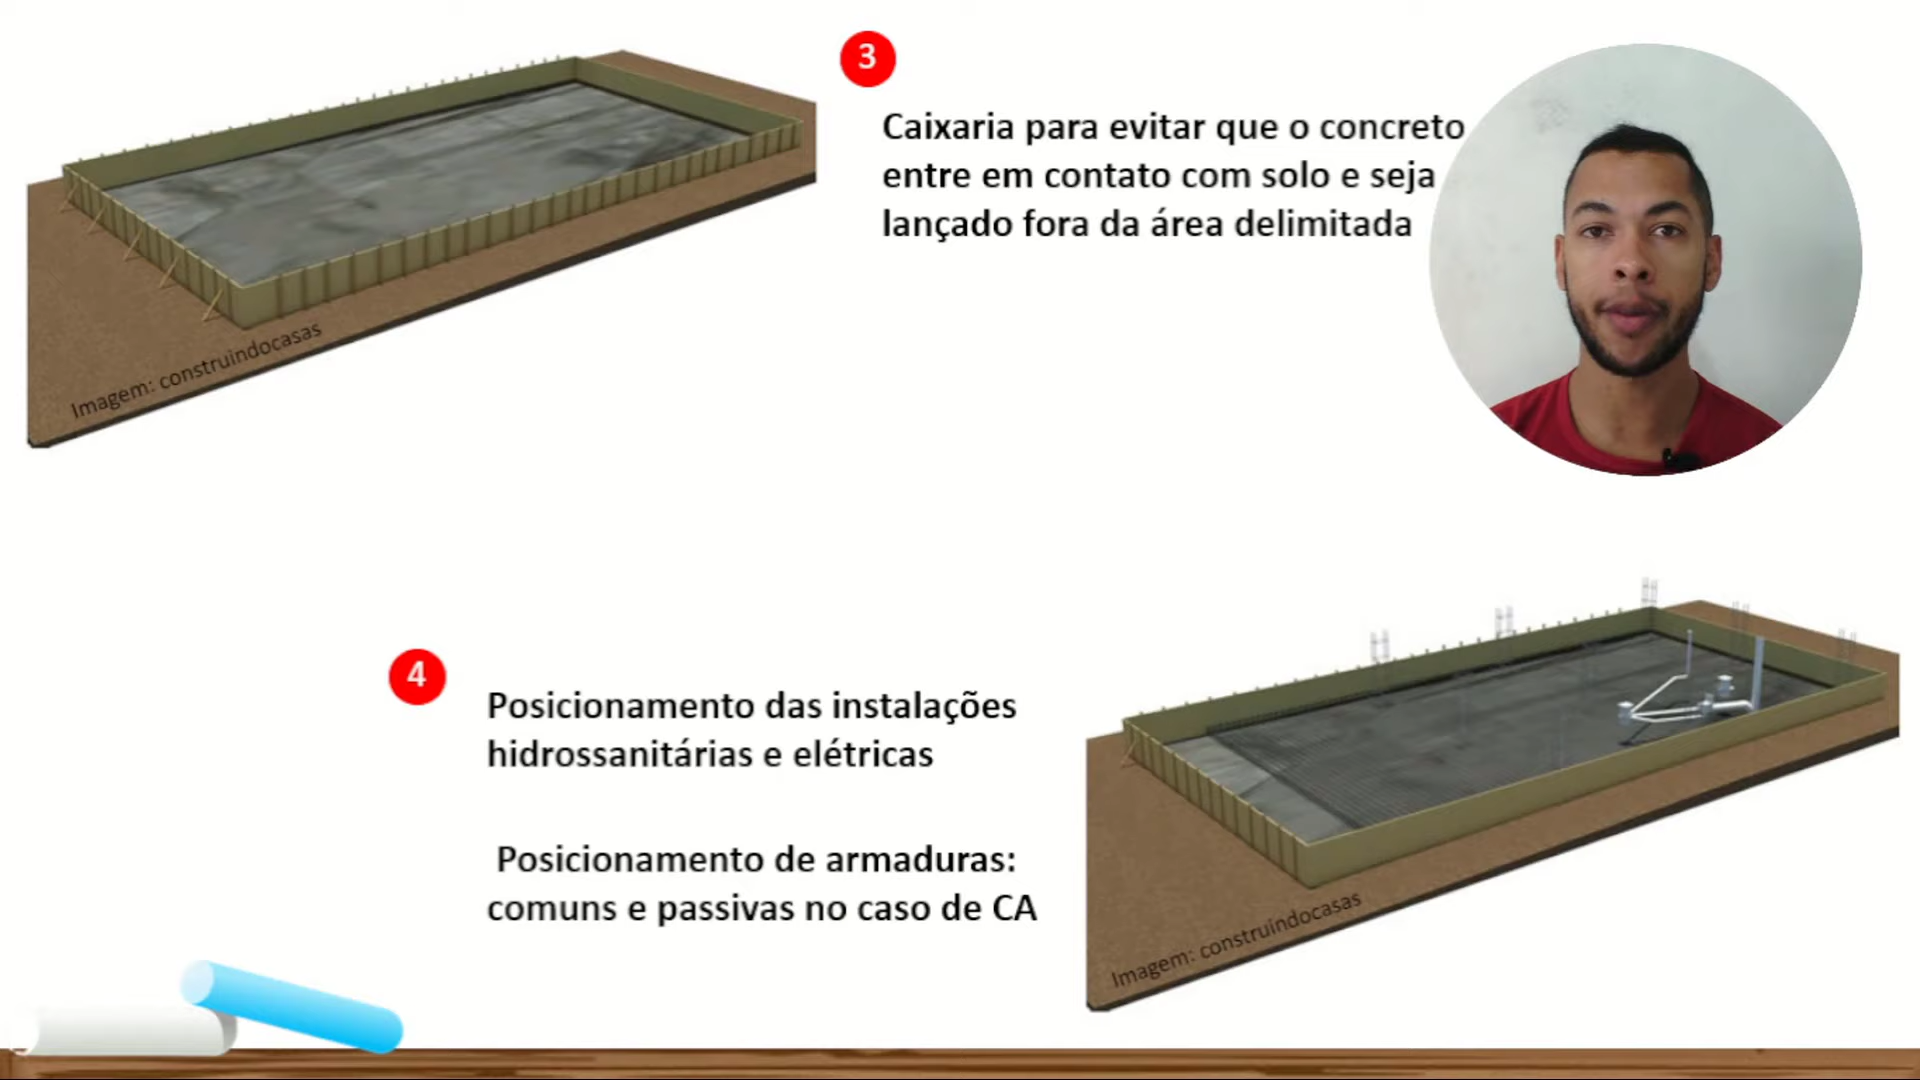 3
Caixaria para evitar que o concreto
entre em contato com solo e seja
lançado fora da área delimitada
Imagem: construindocasas
4
Posicionamento das instalações
hidrossanitárias e elétricas
Posicionamento de armaduras:
comuns e passivas no caso de CA
Imagem: construindocasas